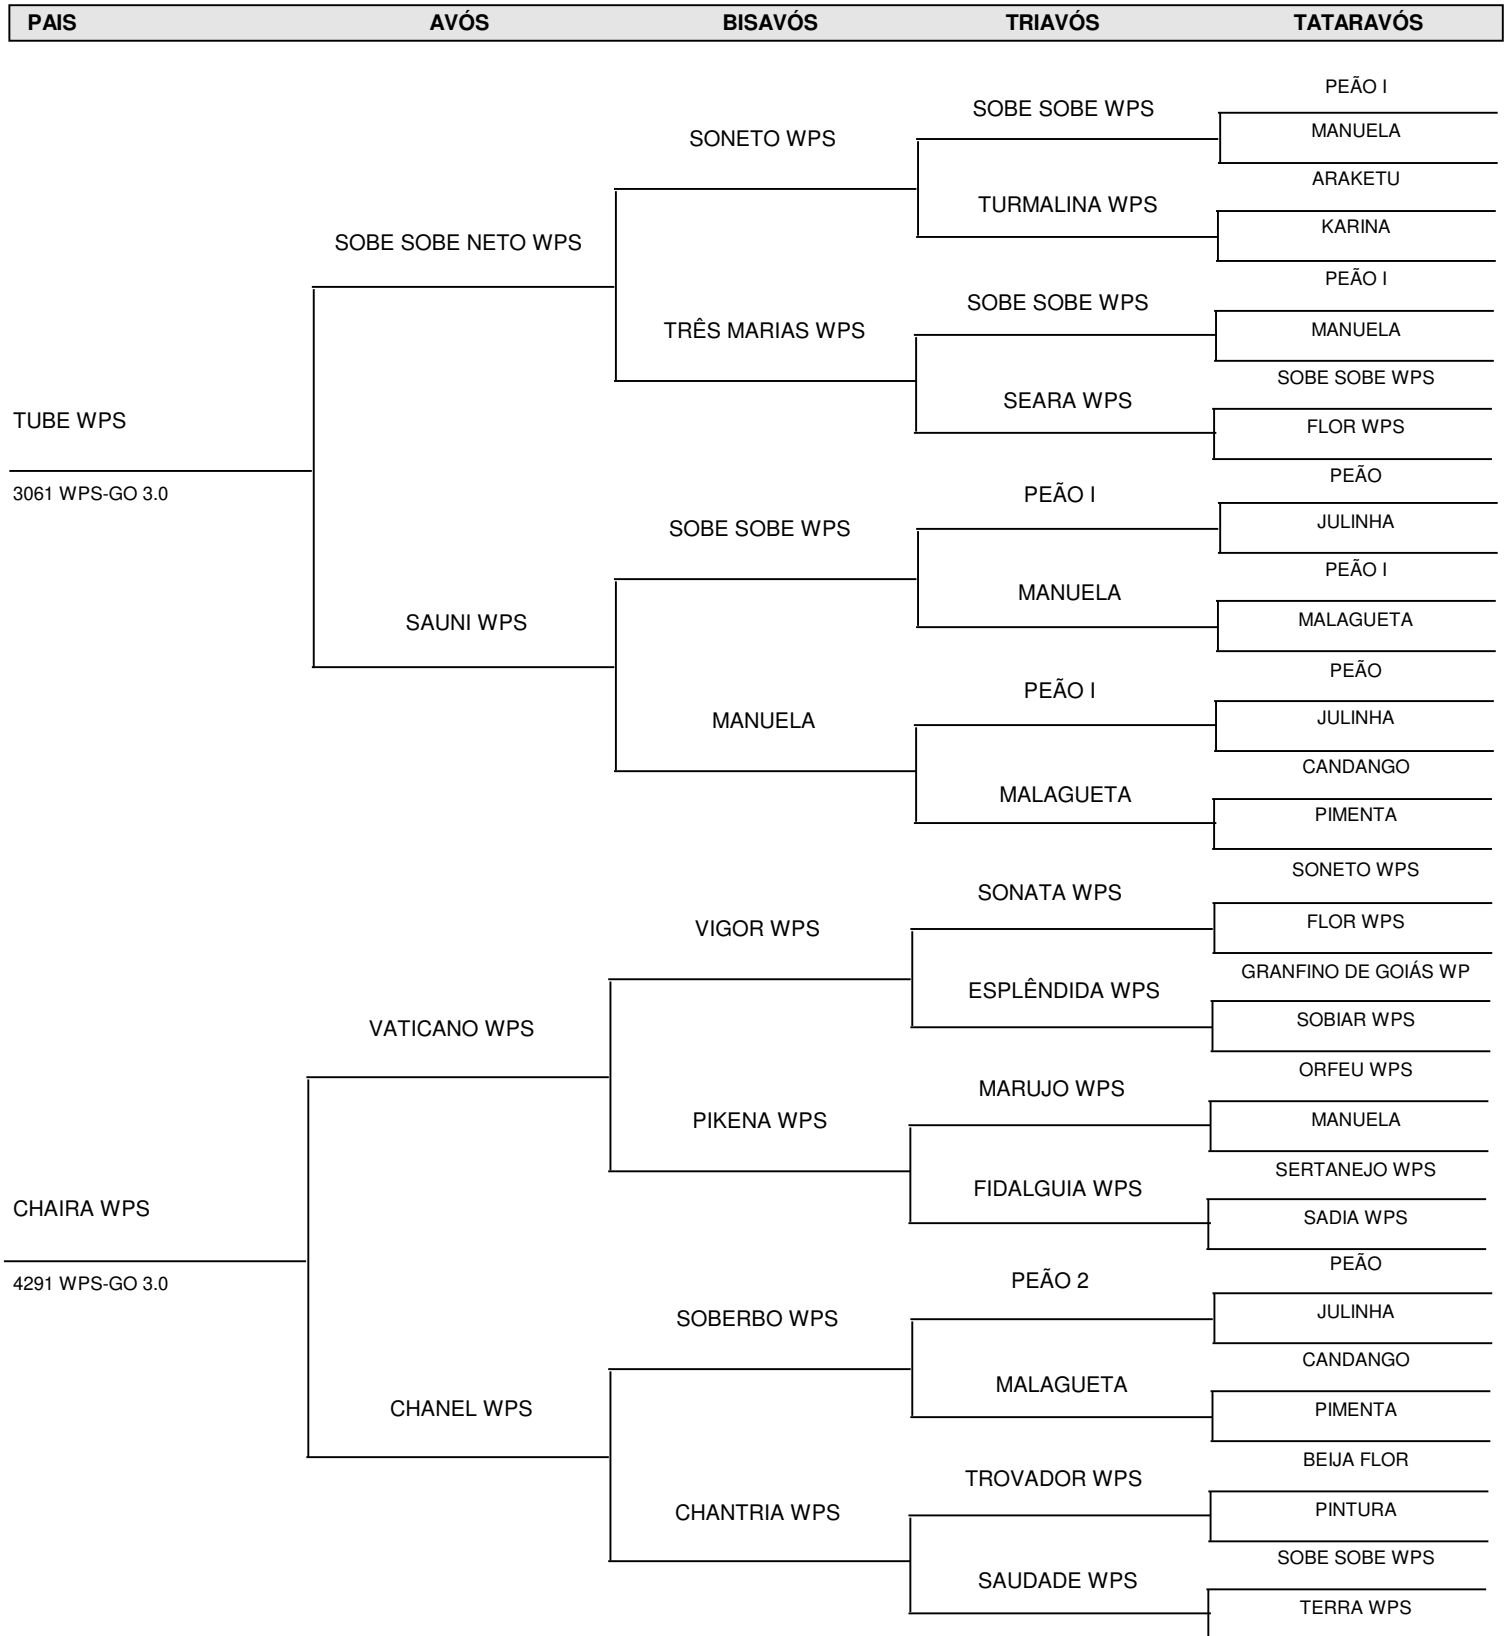 PAIS AVÓS BISAVÓS TRIAVÓS TATARAVÓS
PEÃO I
SOBE SOBE WPS
MANUELA
SONETO WPS
ARAKETU
TURMALINA WPS
KARINA
SOBE SOBE NETO WPS
PEÃO I
SOBE SOBE WPS
MANUELA
TRÊS MARIAS WPS
SOBE SOBE WPS
SEARA WPS
FLOR WPS
TUBE WPS
3061 WPS-GO 3.0
PEÃO
PEÃO I
JULINHA
SOBE SOBE WPS
PEÃO I
MANUELA
MALAGUETA
SAUNI WPS
PEÃO
PEÃO I
JULINHA
MANUELA
CANDANGO
MALAGUETA
PIMENTA
SONETO WPS
SONATA WPS
FLOR WPS
VIGOR WPS
GRANFINO DE GOIÁS WP
ESPLÊNDIDA WPS
SOBIAR WPS
VATICANO WPS
ORFEU WPS
MARUJO WPS
MANUELA
PIKENA WPS
SERTANEJO WPS
FIDALGUIA WPS
SADIA WPS
CHAIRA WPS
4291 WPS-GO 3.0
PEÃO
PEÃO 2
JULINHA
SOBERBO WPS
CANDANGO
MALAGUETA
PIMENTA
CHANEL WPS
BEIJA FLOR
TROVADOR WPS
PINTURA
CHANTRIA WPS
SOBE SOBE WPS
SAUDADE WPS
TERRA WPS